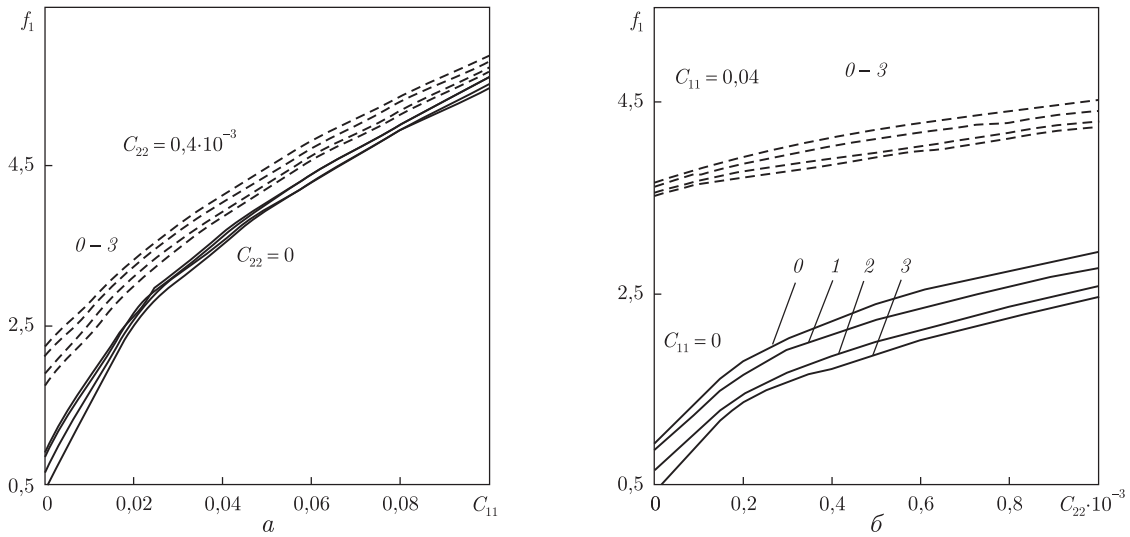 f₁
4,5
2,5
0,5
C₂₂ = 0,4·10⁻³
0 – 3
C₂₂ = 0
0 0,02 0,04 0,06 0,08 C₁₁
а
f₁
4,5
2,5
0,5
C₁₁ = 0,04
0 – 3
0 1 2 3
C₁₁ = 0
0 0,2 0,4 0,6 0,8 C₂₂·10⁻³
б